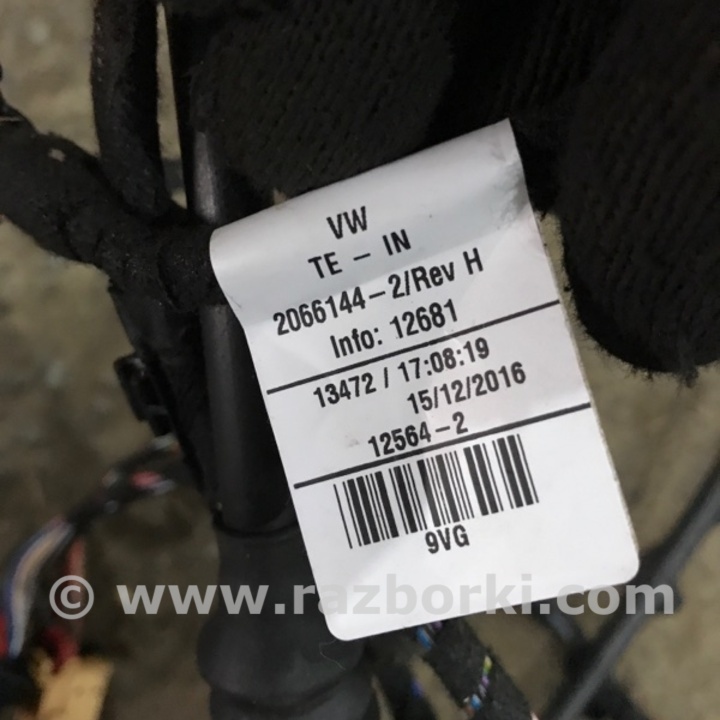 VW
TE - IN
2066144-2/Rev H
Info: 12681
13472 / 17:08:19
15/12/2016
12564-2
9VG
© www.razborki.com